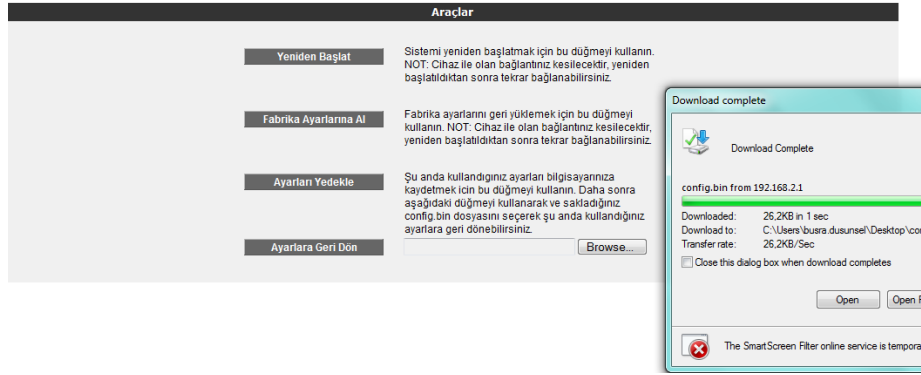 Araçlar
Yeniden Başlat
Sistemi yeniden başlatmak için bu düğmeyi kullanın.
NOT: Cihaz ile olan bağlantınız kesilecektir, yeniden
başlatıldıktan sonra tekrar bağlanabilirsiniz.
Fabrika Ayarlarına Al
Fabrika ayarlarını geri yüklemek için bu düğmeyi
kullanın. NOT: Cihaz ile olan bağlantınız kesilecektir,
yeniden başlatıldıktan sonra tekrar bağlanabilirsiniz.
Ayarları Yedekle
Şu anda kullandıgınız ayarları bilgisayarınıza
kaydetmek icin bu düğmeyi kullanın. Daha sonra
aşağıdaki düğmeyi kullanarak ve sakladığınız
config.bin dosyasını seçerek şu anda kullandığınız
ayarlara geri dönebilirsiniz.
Ayarlara Geri Dön
Browse...
Download complete
Download Complete
config.bin from 192.168.2.1
Downloaded: 26,2KB in 1 sec
Download to: C:\Users\busra.dusunsel\Desktop\con
Transfer rate: 26,2KB/Sec
Close this dialog box when download completes
Open
Open F
The SmartScreen Filter online service is tempora